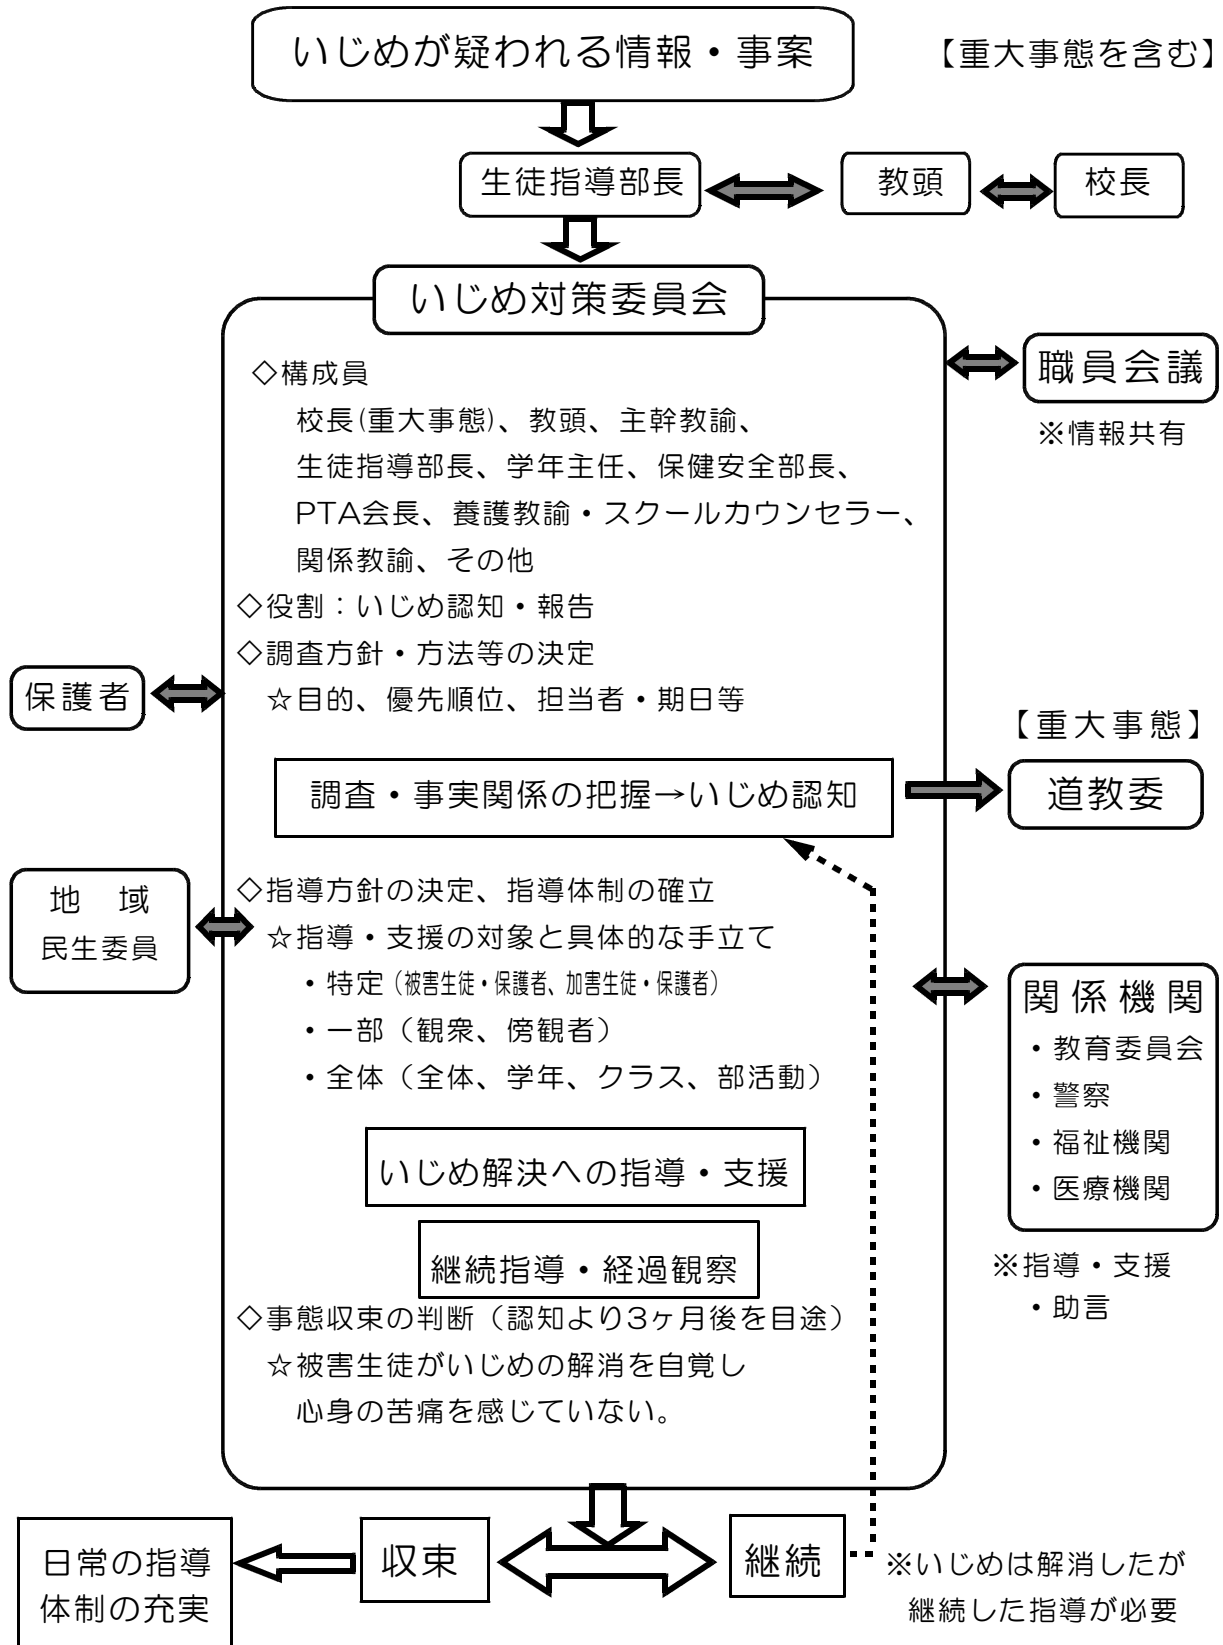 いじめが疑われる情報・事案
【重大事態を含む】
生徒指導部長
教頭
校長
いじめ対策委員会
◇構成員
校長(重大事態)、教頭、主幹教諭、
生徒指導部長、学年主任、保健安全部長、
PTA会長、養護教諭・スクールカウンセラー、
関係教諭、その他
◇役割：いじめ認知・報告
◇調査方針・方法等の決定
☆目的、優先順位、担当者・期日等
職員会議
※情報共有
保護者
調査・事実関係の把握→いじめ認知
【重大事態】
道教委
地　域
民生委員
◇指導方針の決定、指導体制の確立
☆指導・支援の対象と具体的な手立て
・特定（被害生徒・保護者、加害生徒・保護者）
・一部（観衆、傍観者）
・全体（全体、学年、クラス、部活動）
関係機関
・教育委員会
・警察
・福祉機関
・医療機関
※指導・支援
・助言
いじめ解決への指導・支援
継続指導・経過観察
◇事態収束の判断（認知より3ヶ月後を目途）
☆被害生徒がいじめの解消を自覚し
心身の苦痛を感じていない。
日常の指導
体制の充実
収束
継続
※いじめは解消したが
継続した指導が必要